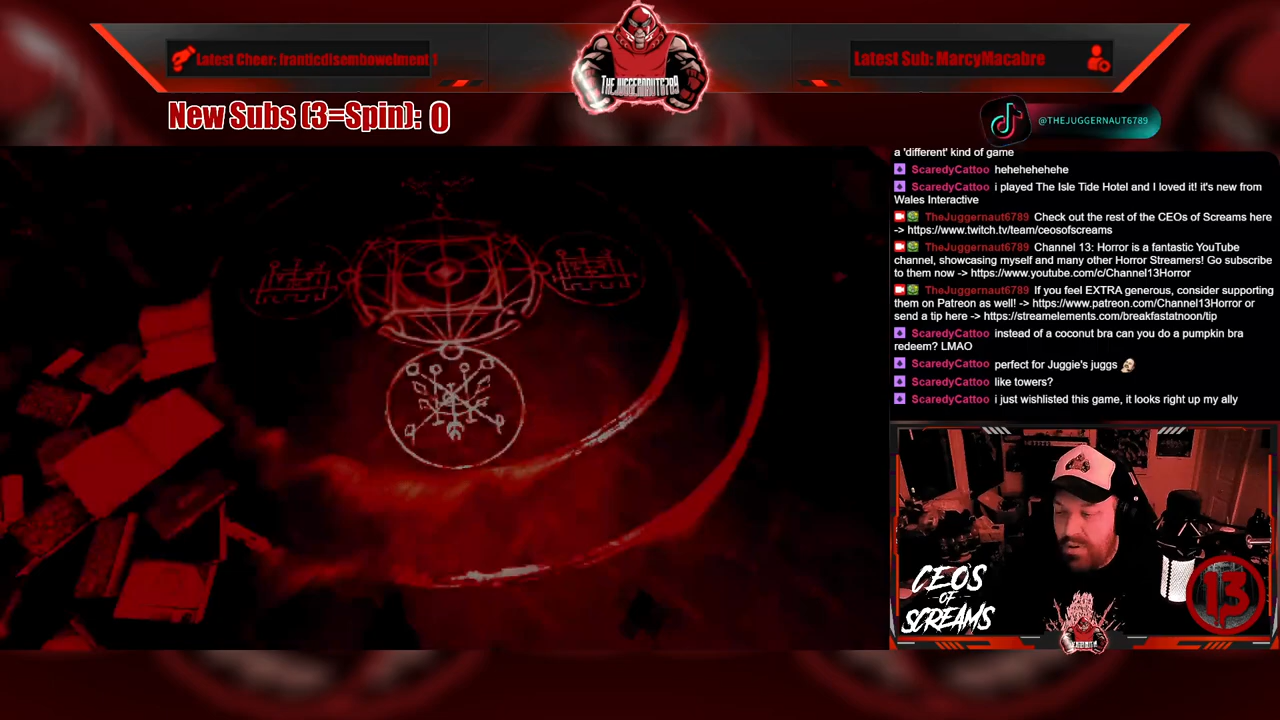 Latest Cheer: franticdisembowelment 1
THEJUGGERNAUT6789
Latest Sub: MarcyMacabre
New Subs (3=Spin): 0
@THEJUGGERNAUT6789
a 'different' kind of game
ScaredyCattoo hehehehehehe
ScaredyCattoo i played The Isle Tide Hotel and I loved it! it's new from
Wales Interactive
TheJuggernaut6789 Check out the rest of the CEOs of Screams here
-> https://www.twitch.tv/team/ceosofscreams
TheJuggernaut6789 Channel 13: Horror is a fantastic YouTube
channel, showcasing myself and many other Horror Streamers! Go subscribe
to them now -> https://www.youtube.com/c/Channel13Horror
TheJuggernaut6789 If you feel EXTRA generous, consider supporting
them on Patreon as well! -> https://www.patreon.com/Channel13Horror or
send a tip here -> https://streamelements.com/breakfastatnoon/tip
ScaredyCattoo instead of a coconut bra can you do a pumpkin bra
redeem? LMAO
ScaredyCattoo perfect for Juggie's juggs
ScaredyCattoo like towers?
ScaredyCattoo i just wishlisted this game, it looks right up my ally
CEOS
OF
SCREAMS
13